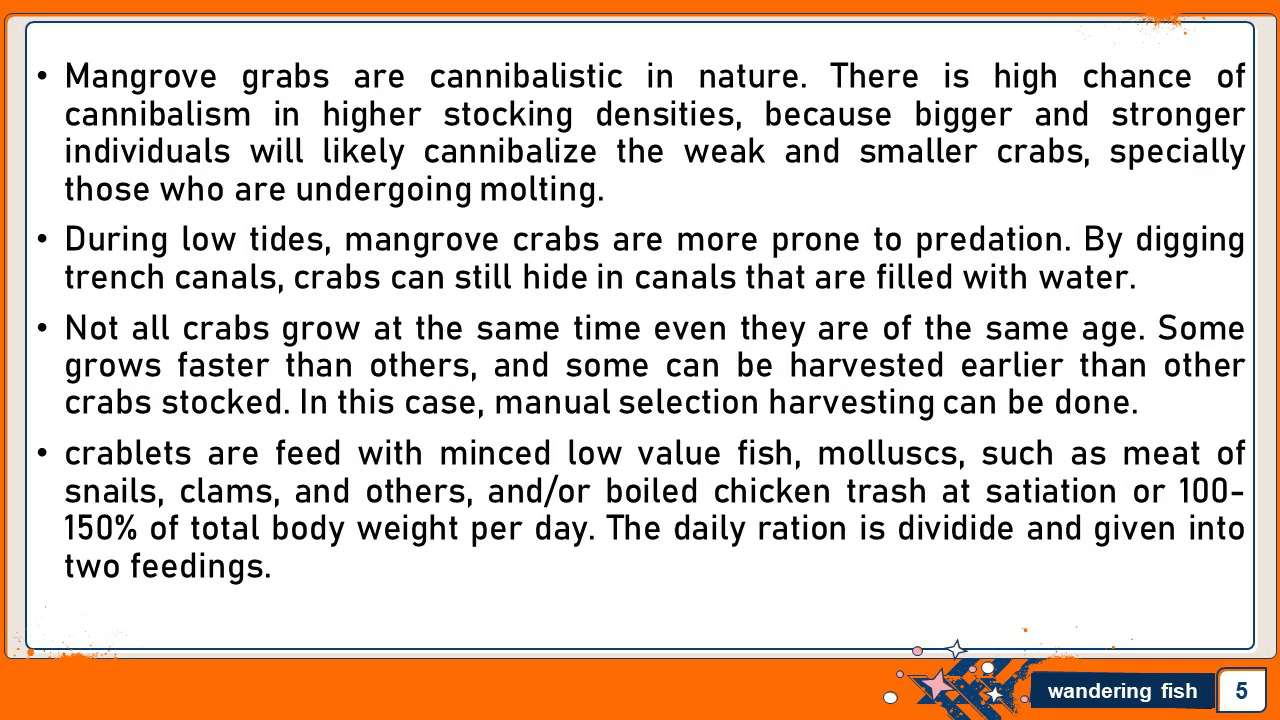 • Mangrove grabs are cannibalistic in nature. There is high chance of
cannibalism in higher stocking densities, because bigger and stronger
individuals will likely cannibalize the weak and smaller crabs, specially
those who are undergoing molting.
• During low tides, mangrove crabs are more prone to predation. By digging
trench canals, crabs can still hide in canals that are filled with water.
• Not all crabs grow at the same time even they are of the same age. Some
grows faster than others, and some can be harvested earlier than other
crabs stocked. In this case, manual selection harvesting can be done.
• crablets are feed with minced low value fish, molluscs, such as meat of
snails, clams, and others, and/or boiled chicken trash at satiation or 100-
150% of total body weight per day. The daily ration is dividide and given into
two feedings.
wandering fish
5